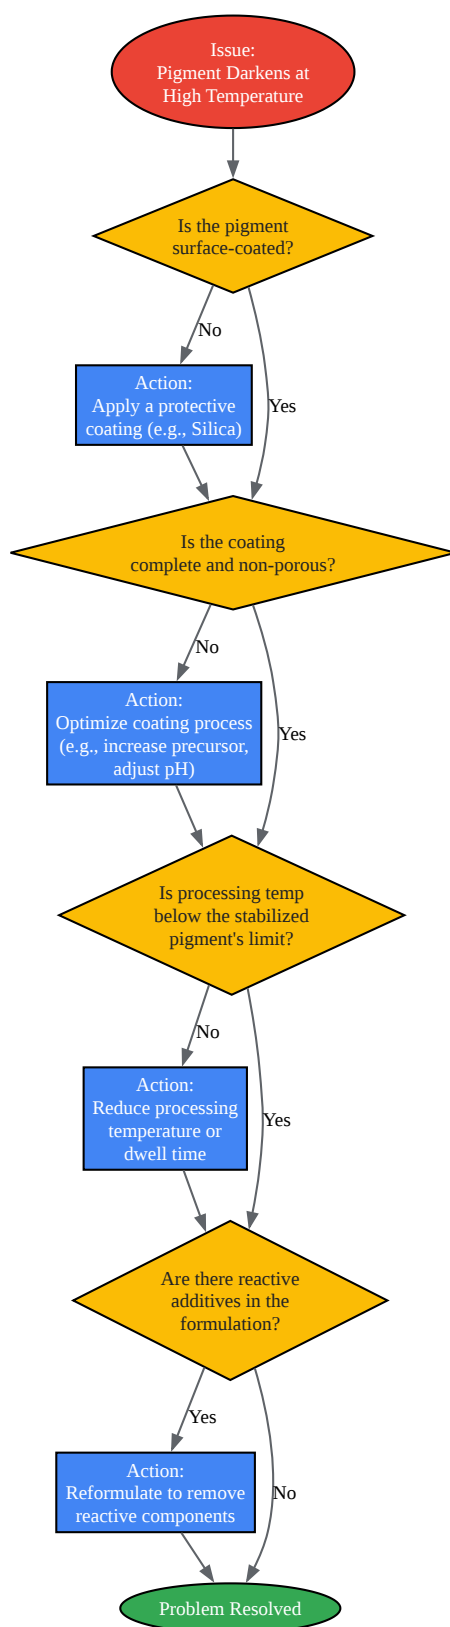 Issue:
Pigment Darkens at
High Temperature
Is the pigment
surface-coated?
No
Yes
Action:
Apply a protective
coating (e.g., Silica)
Is the coating
complete and non-porous?
No
Yes
Action:
Optimize coating process
(e.g., increase precursor,
adjust pH)
Is processing temp
below the stabilized
pigment's limit?
No
Yes
Action:
Reduce processing
temperature or
dwell time
Are there reactive
additives in the
formulation?
Yes
No
Action:
Reformulate to remove
reactive components
Problem Resolved